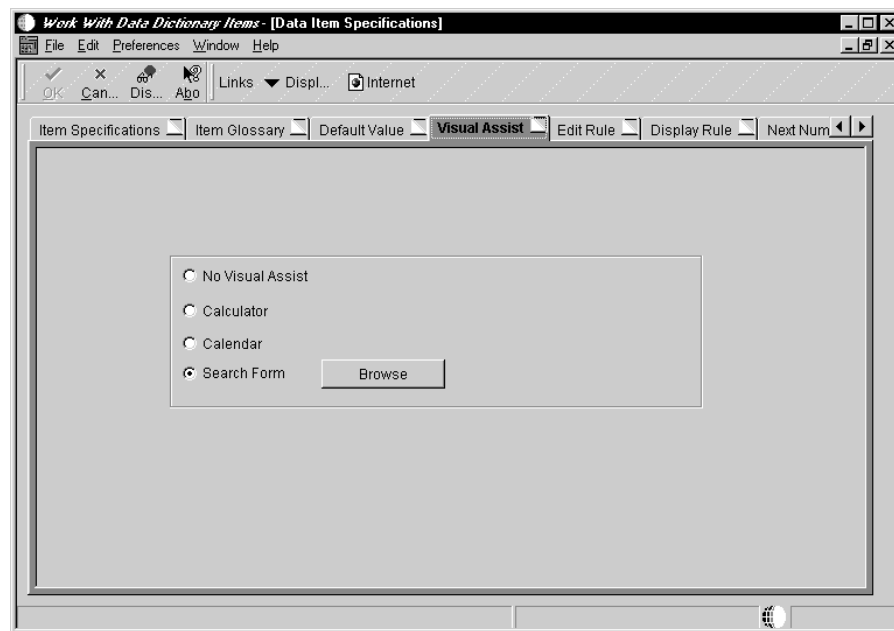 Work With Data Dictionary Items - [Data Item Specifications]
File Edit Preferences Window Help
OK Can... Dis... Abo Links Displ... Internet
Item Specifications Item Glossary Default Value Visual Assist Edit Rule Display Rule Next Num
No Visual Assist
Calculator
Calendar
Search Form Browse